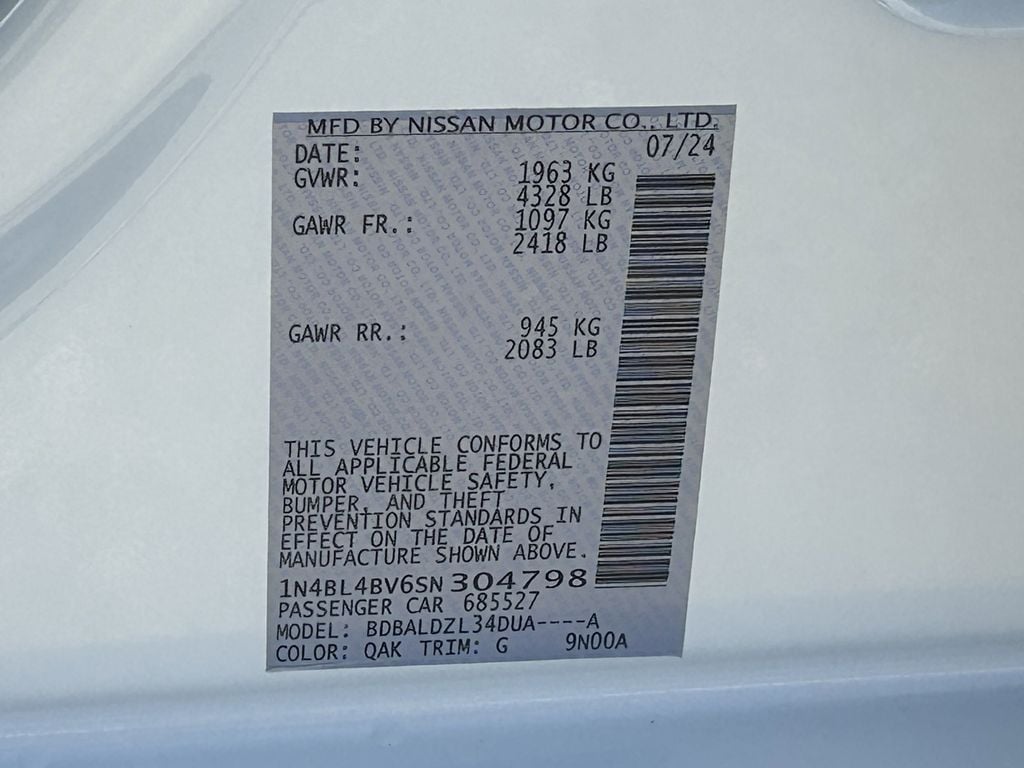 MFD BY NISSAN MOTOR CO., LTD.
DATE: 07/24
GVWR: 1963 KG
4328 LB
GAWR FR.: 1097 KG
2418 LB
GAWR RR.: 945 KG
2083 LB
THIS VEHICLE CONFORMS TO
ALL APPLICABLE FEDERAL
MOTOR VEHICLE SAFETY,
BUMPER, AND THEFT
PREVENTION STANDARDS IN
EFFECT ON THE DATE OF
MANUFACTURE SHOWN ABOVE.
1N4BL4BV6SN304798
PASSENGER CAR 685527
MODEL: BDBALDZL34DUA----A
COLOR: QAK TRIM: G 9N00A